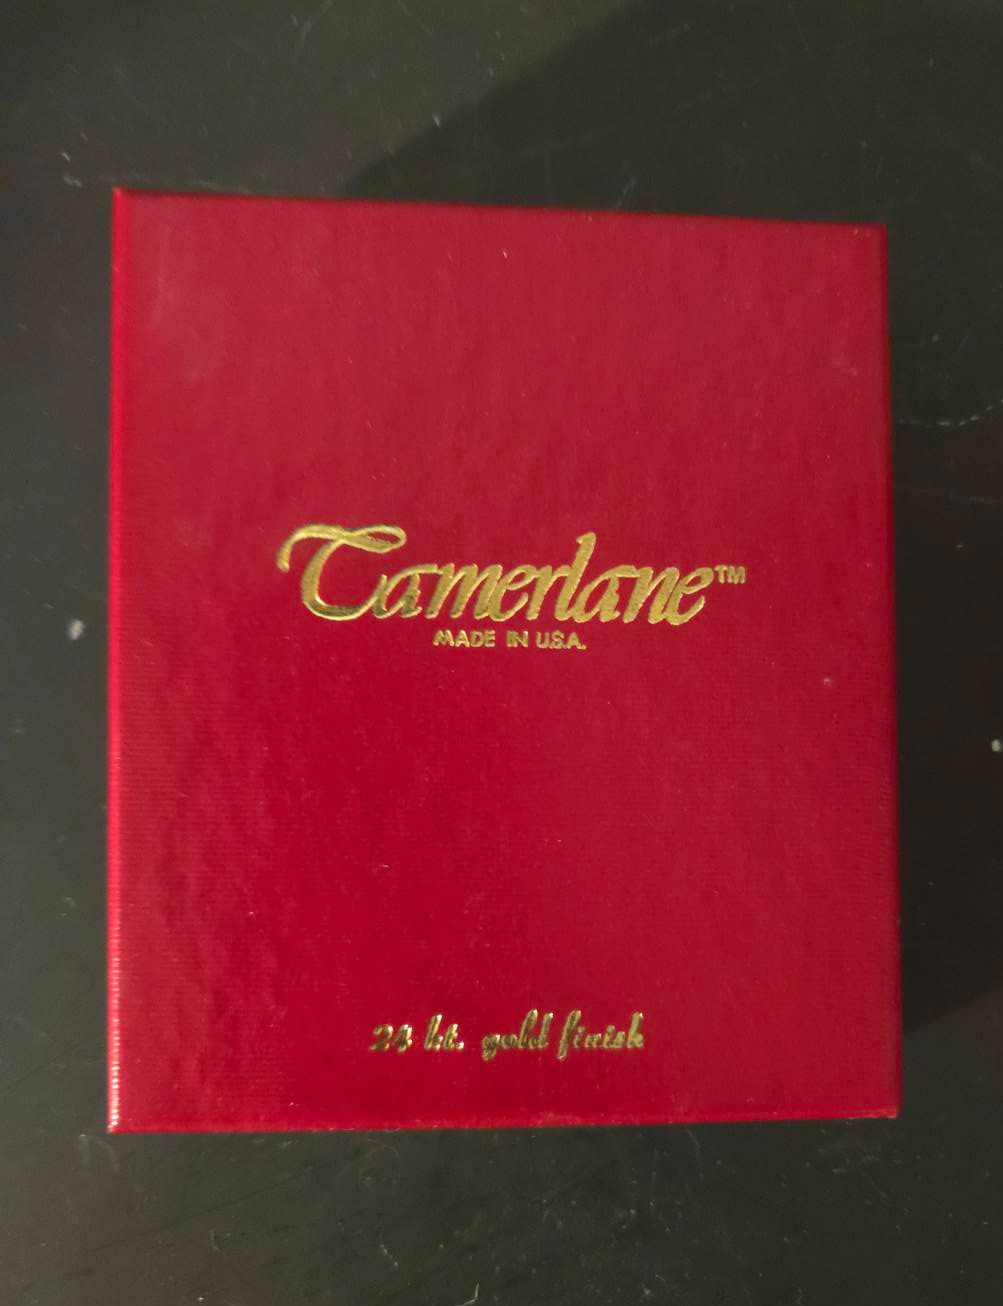 Tamerlane™
MADE IN U.S.A.
24 kt. gold finish